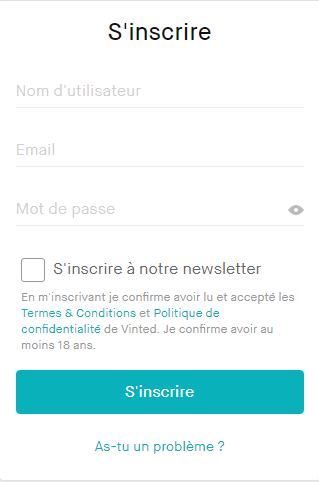 S'inscrire
Nom d'utilisateur
Email
Mot de passe
S'inscrire à notre newsletter
En m'inscrivant je confirme avoir lu et accepté les
Termes & Conditions et Politique de
confidentialité de Vinted. Je confirme avoir au
moins 18 ans.
S'inscrire
As-tu un problème ?